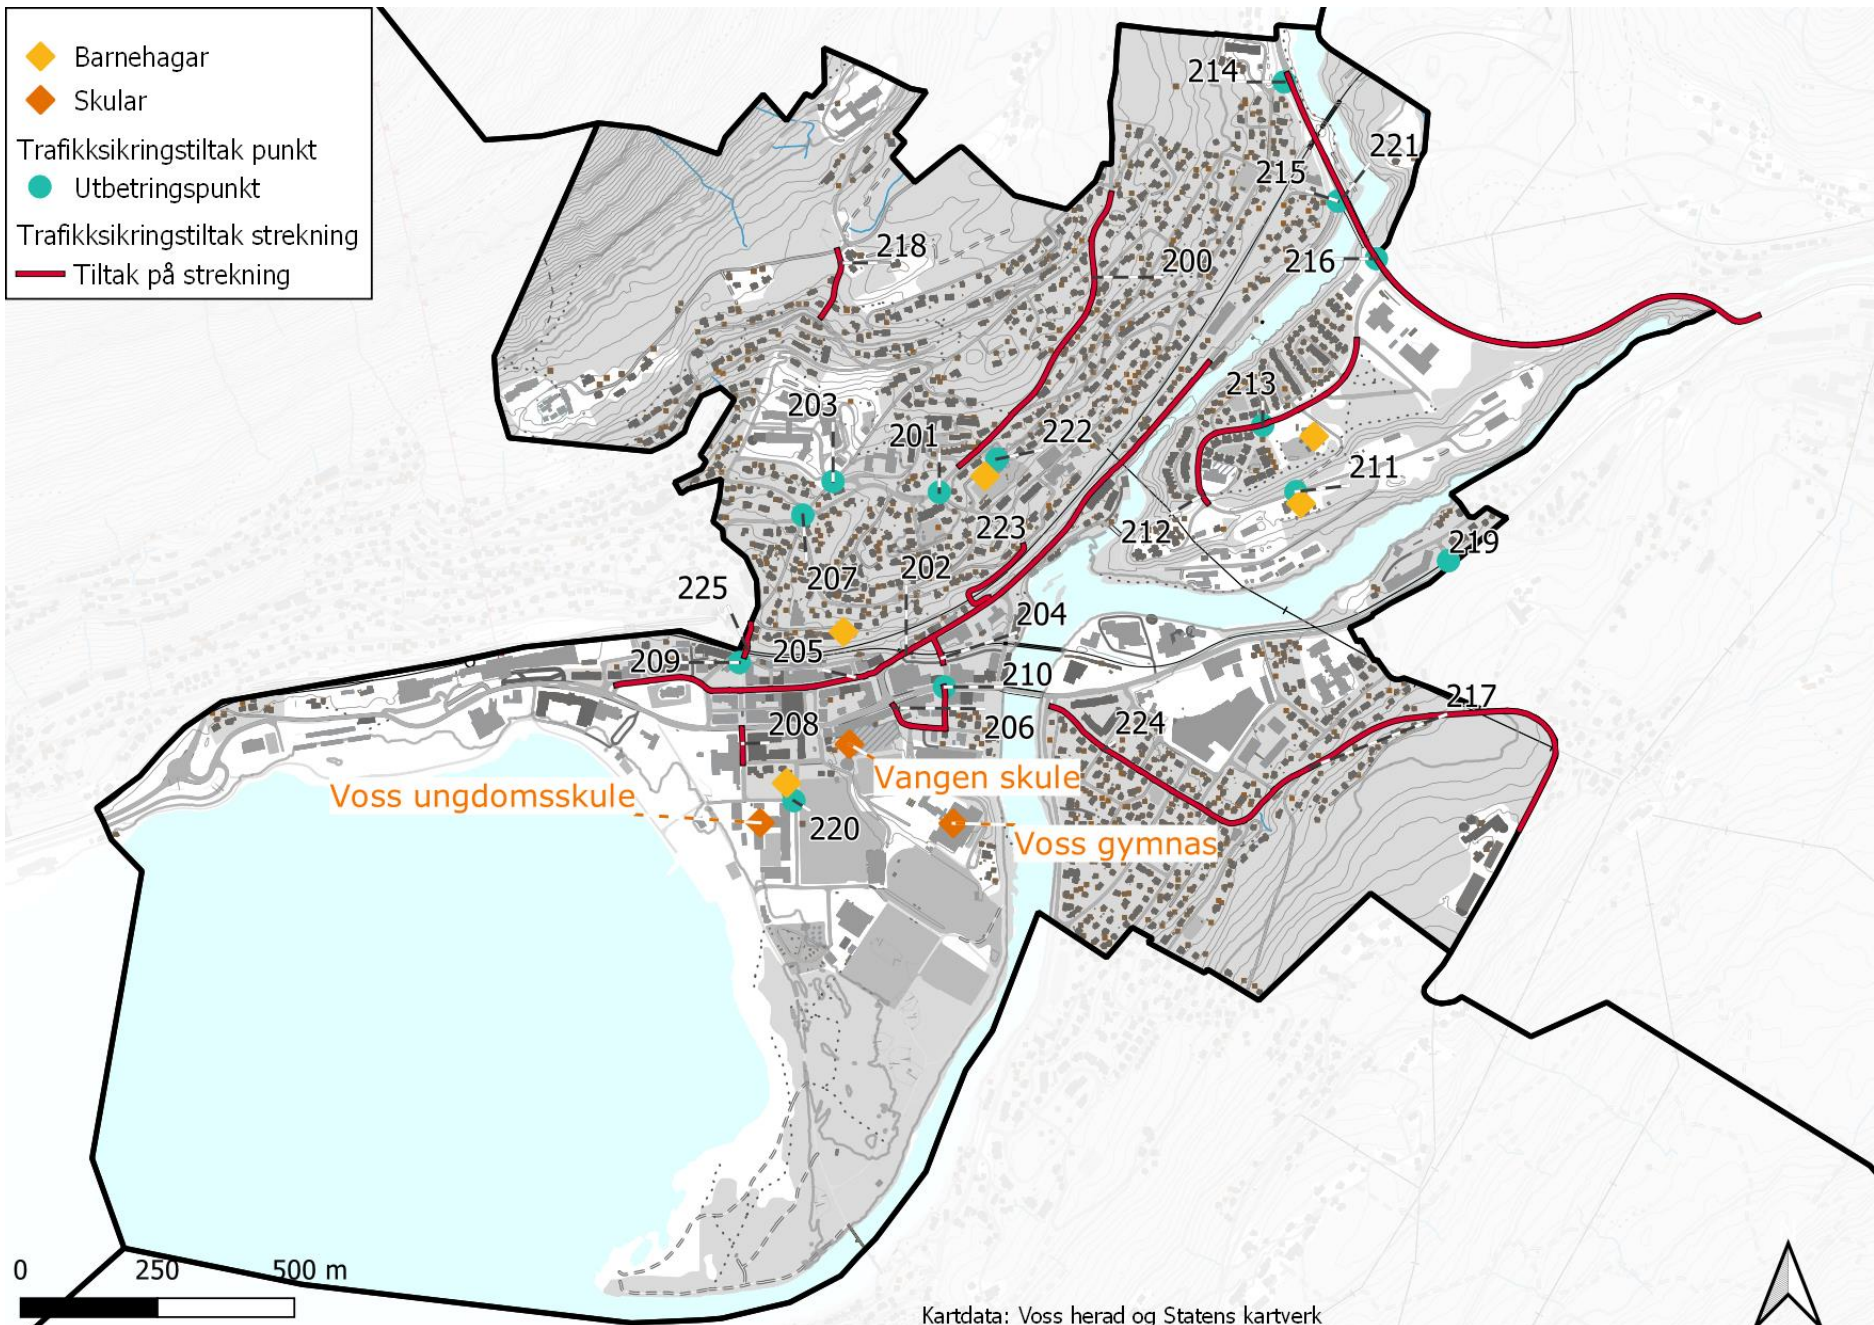 Barnehagar
Skular
Trafikksikringstiltak punkt
Utbetringspunkt
Trafikksikringstiltak strekning
Tiltak på strekning
214
221
215
216
218
200
203
201
222
213
211
223
212
219
207
202
225
204
209
205
210
217
208
206
224
Vangen skule
Voss ungdomsskule
220
Voss gymnas
0 250 500 m
Kartdata: Voss herad og Statens kartverk